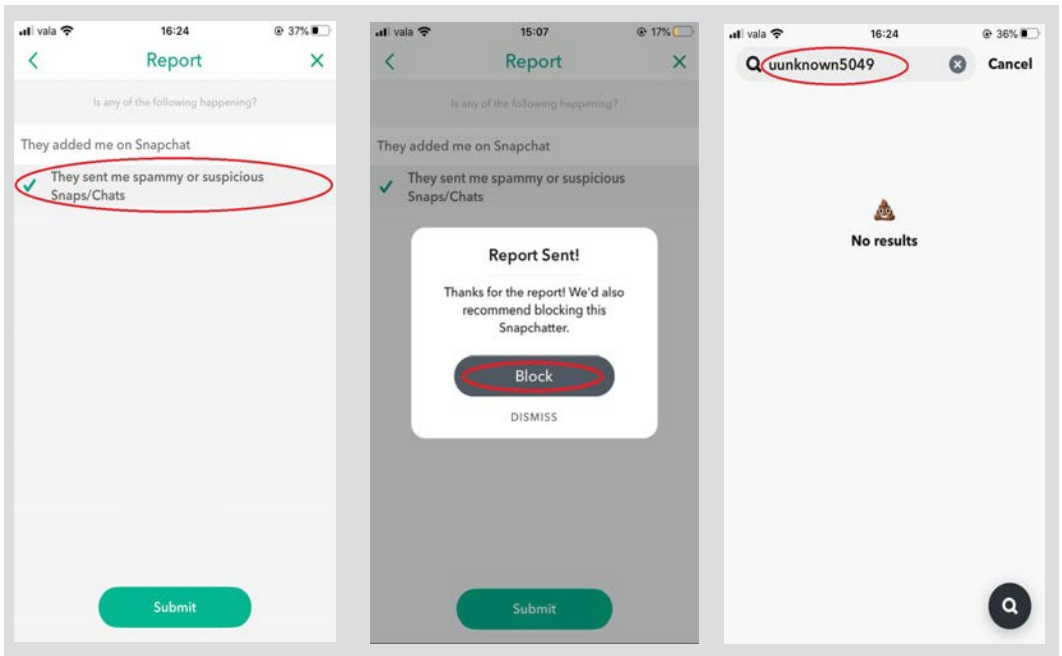 vala 16:24 37%
Report
Is any of the following happening?
They added me on Snapchat
They sent me spammy or suspicious
Snaps/Chats
Submit
vala 15:07 17%
Report
Is any of the following happening?
They added me on Snapchat
They sent me spammy or suspicious
Snaps/Chats
Report Sent!
Thanks for the report! We'd also
recommend blocking this
Snapchatter.
Block
DISMISS
Submit
vala 16:24 36%
uunknown5049 Cancel
No results